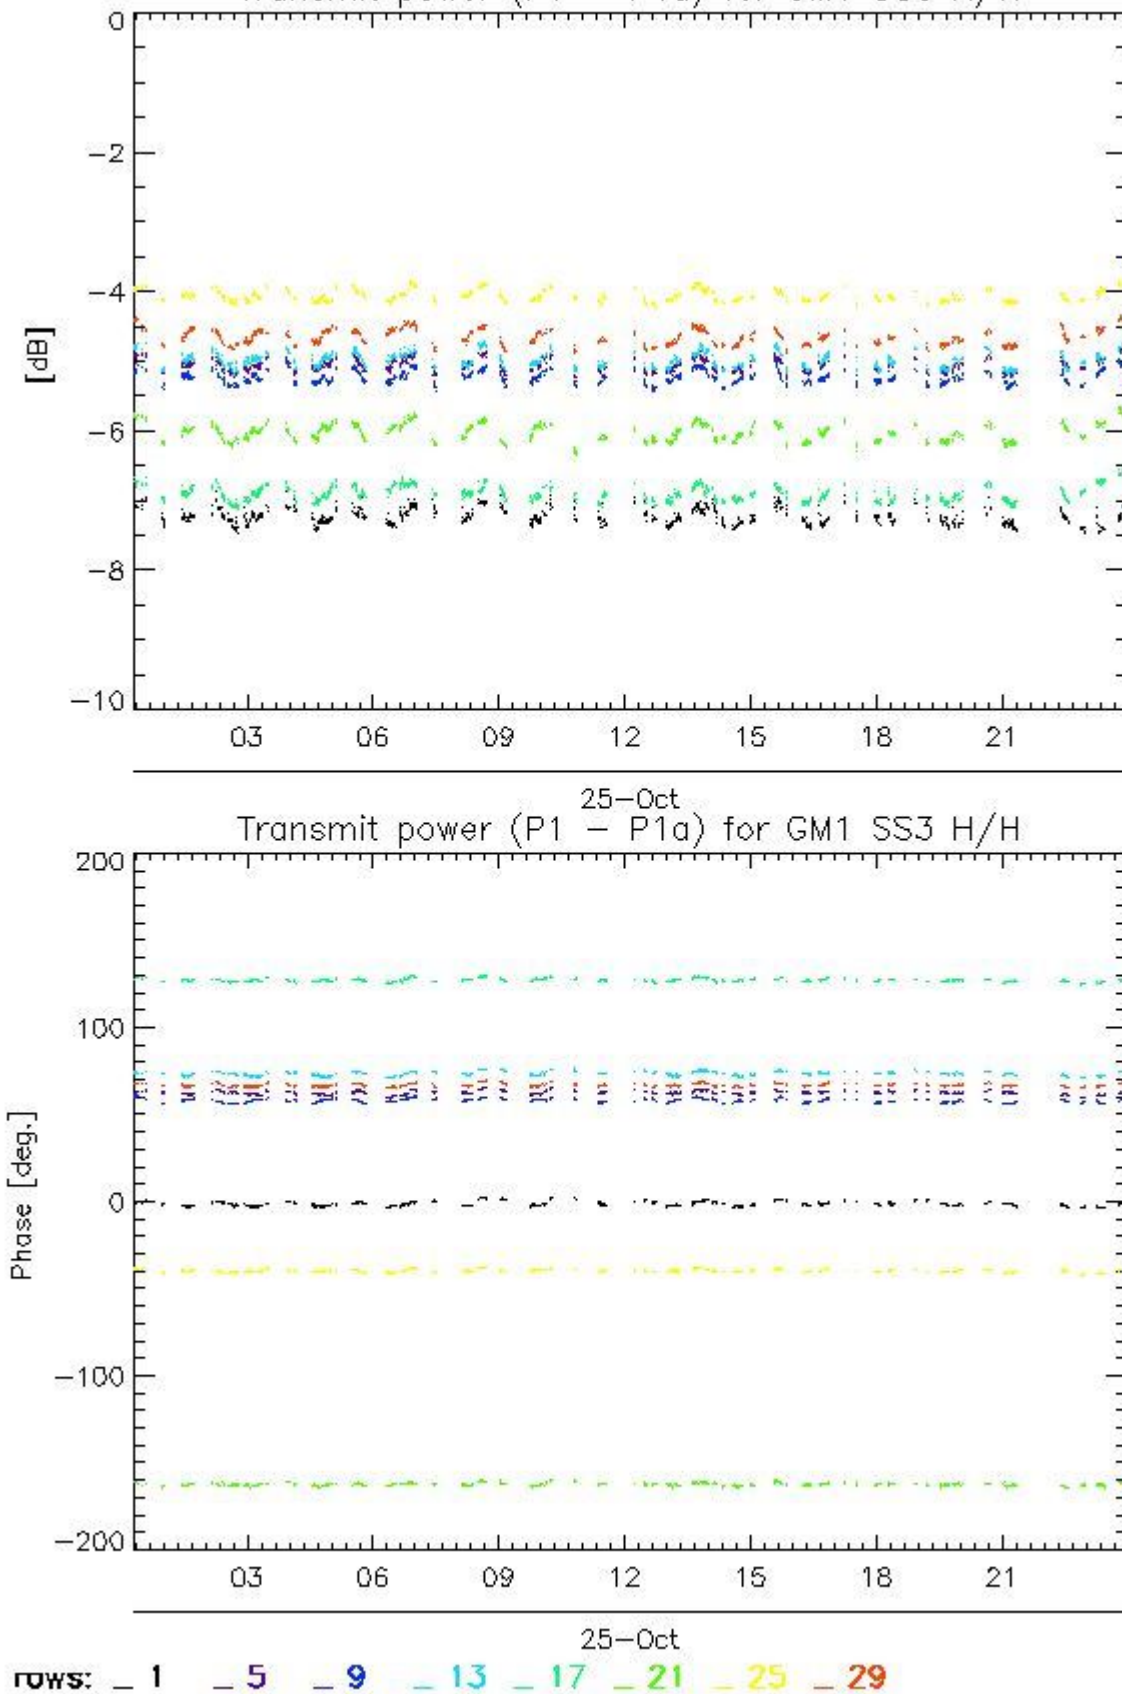 0
-2
-4
-6
-8
-10
[dB]
03 06 09 12 15 18 21
25-Oct
Transmit power (P1 - P1a) for GM1 SS3 H/H
200
100
0
-100
-200
Phase [deg.]
03 06 09 12 15 18 21
25-Oct
rows: _ 1 _ 5 _ 9 _ 13 _ 17 _ 21 _ 25 _ 29